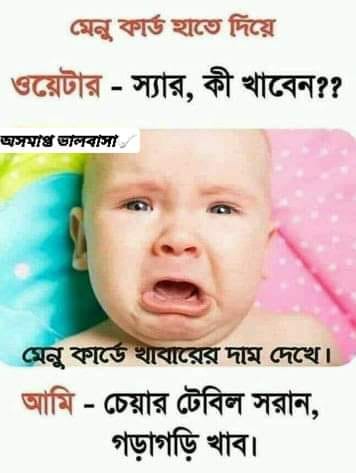 মেনু কার্ড হাতে দিয়ে
ওয়েটার - স্যার, কী খাবেন??
অসমাপ্ত ভালবাসা
মেনু কার্ডে খাবারের দাম দেখে।
আমি - চেয়ার টেবিল সরান,
গড়াগড়ি খাব।